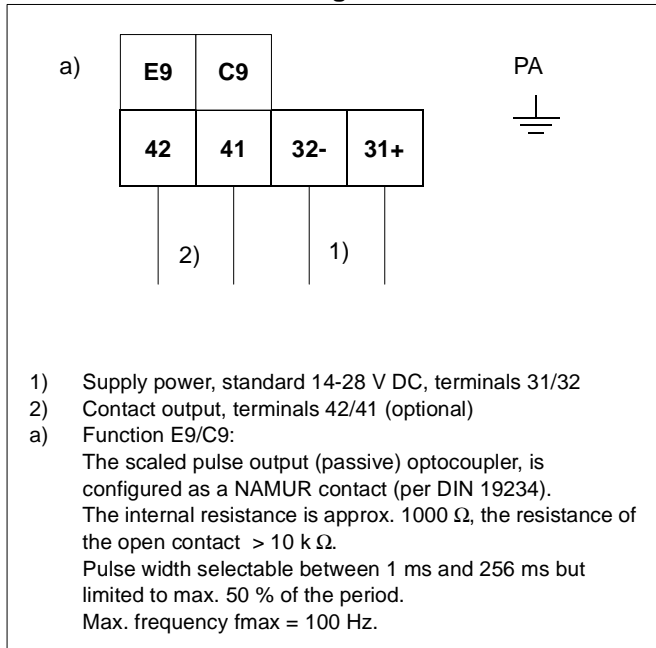 a) E9 C9 PA
42 41 32- 31+
2) 1)
1) Supply power, standard 14-28 V DC, terminals 31/32
2) Contact output, terminals 42/41 (optional)
a) Function E9/C9:
The scaled pulse output (passive) optocoupler, is
configured as a NAMUR contact (per DIN 19234).
The internal resistance is approx. 1000 Ω, the resistance of
the open contact > 10 k Ω.
Pulse width selectable between 1 ms and 256 ms but
limited to max. 50 % of the period.
Max. frequency fmax = 100 Hz.